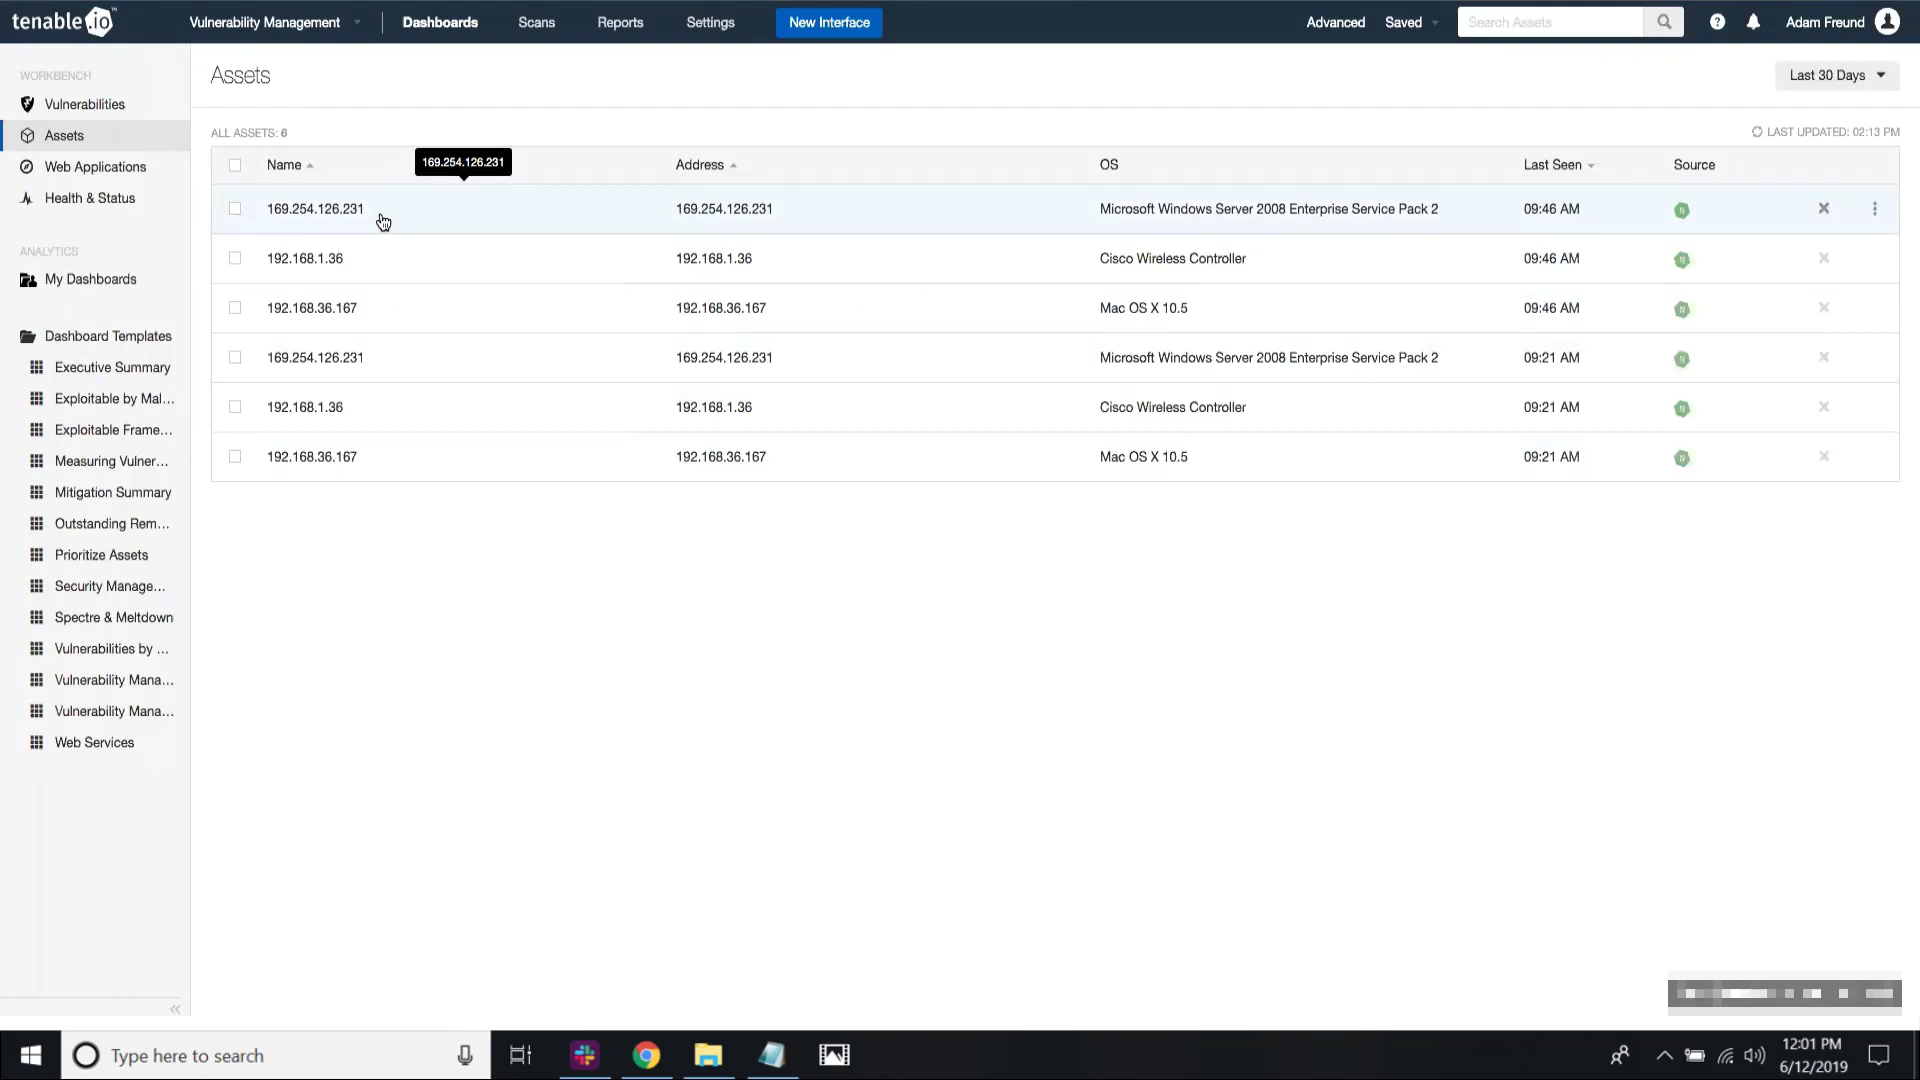 tenable.io™ Vulnerability Management Dashboards Scans Reports Settings New Interface Advanced Saved Search Assets Adam Freund
WORKBENCH
Vulnerabilities
Assets
Web Applications
Health & Status
ANALYTICS
My Dashboards
Dashboard Templates
Executive Summary
Exploitable by Mal...
Exploitable Frame...
Measuring Vulner...
Mitigation Summary
Outstanding Rem...
Prioritize Assets
Security Manage...
Spectre & Meltdown
Vulnerabilities by ...
Vulnerability Mana...
Vulnerability Mana...
Web Services
Assets
Last 30 Days
ALL ASSETS: 6
LAST UPDATED: 02:13 PM
Name 169.254.126.231 Address OS Last Seen Source
169.254.126.231 169.254.126.231 Microsoft Windows Server 2008 Enterprise Service Pack 2 09:46 AM N
192.168.1.36 192.168.1.36 Cisco Wireless Controller 09:46 AM N
192.168.36.167 192.168.36.167 Mac OS X 10.5 09:46 AM N
169.254.126.231 169.254.126.231 Microsoft Windows Server 2008 Enterprise Service Pack 2 09:21 AM N
192.168.1.36 192.168.1.36 Cisco Wireless Controller 09:21 AM N
192.168.36.167 192.168.36.167 Mac OS X 10.5 09:21 AM N
Type here to search
12:01 PM
6/12/2019